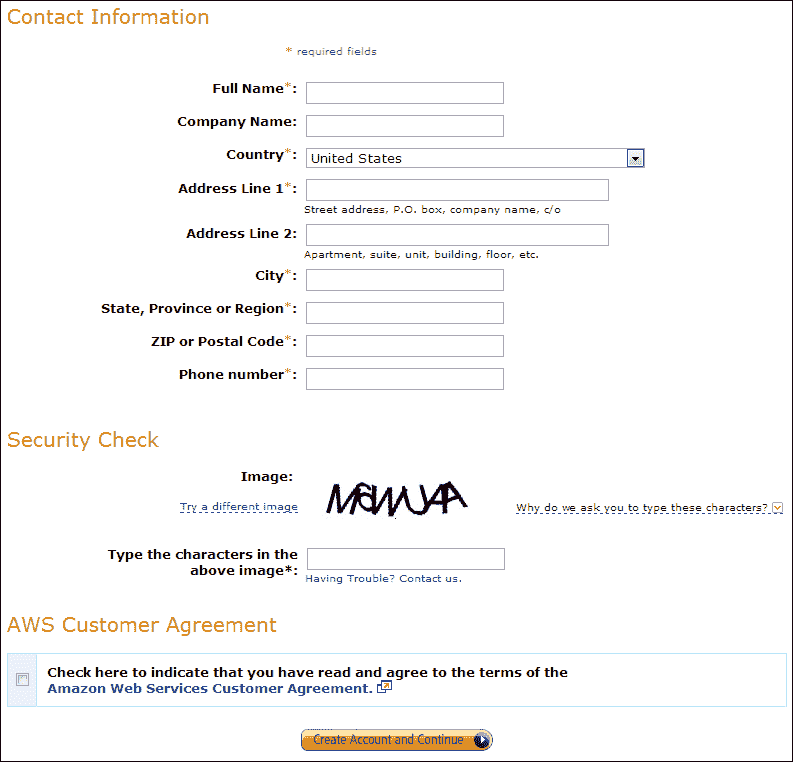 Contact Information
* required fields
Full Name*:
Company Name:
Country*: United States
Address Line 1*:
Street address, P.O. box, company name, c/o
Address Line 2:
Apartment, suite, unit, building, floor, etc.
City*:
State, Province or Region*:
ZIP or Postal Code*:
Phone number*:
Security Check
Image:
Try a different image
Why do we ask you to type these characters?
Type the characters in the
above image*:
Having Trouble? Contact us.
AWS Customer Agreement
Check here to indicate that you have read and agree to the terms of the
Amazon Web Services Customer Agreement.
Create Account and Continue